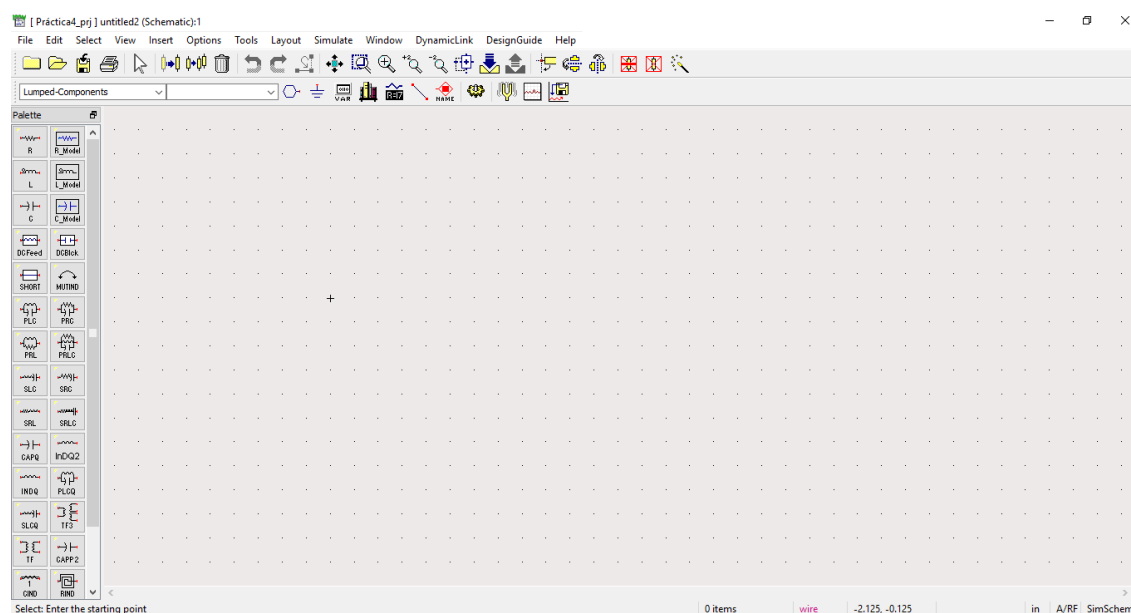 [ Práctica4_prj ] untitled2 (Schematic):1
File Edit Select View Insert Options Tools Layout Simulate Window DynamicLink DesignGuide Help
Lumped-Components
VAR
NAME
Palette
R R_Model
L L_Model
C C_Model
DCFeed DCBlck
SHORT MUTIND
PLC PRC
PRL PRLC
SLC SRC
SRL SRLC
CAPQ InDQ2
INDQ PLCQ
SLCQ TF3
TF CAPP2
CIND RIND
Select: Enter the starting point 0 items wire -2.125, -0.125 in A/RF SimSchem